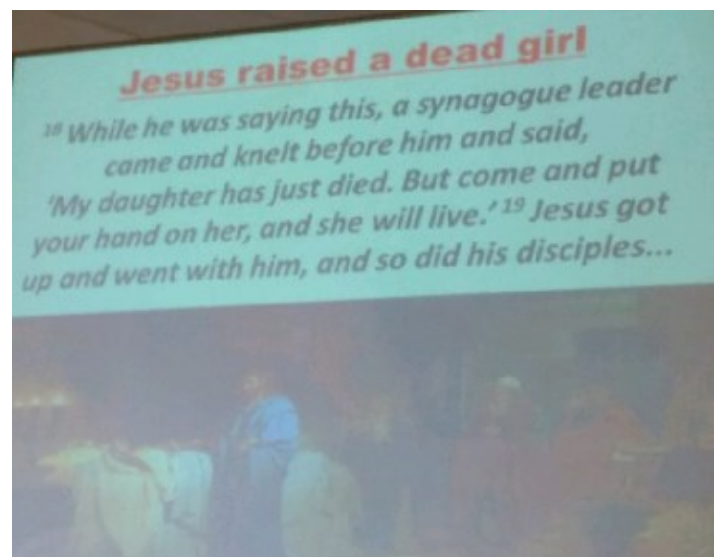 Jesus raised a dead girl
¹⁸ While he was saying this, a synagogue leader
came and knelt before him and said,
'My daughter has just died. But come and put
your hand on her, and she will live.' ¹⁹ Jesus got
up and went with him, and so did his disciples...